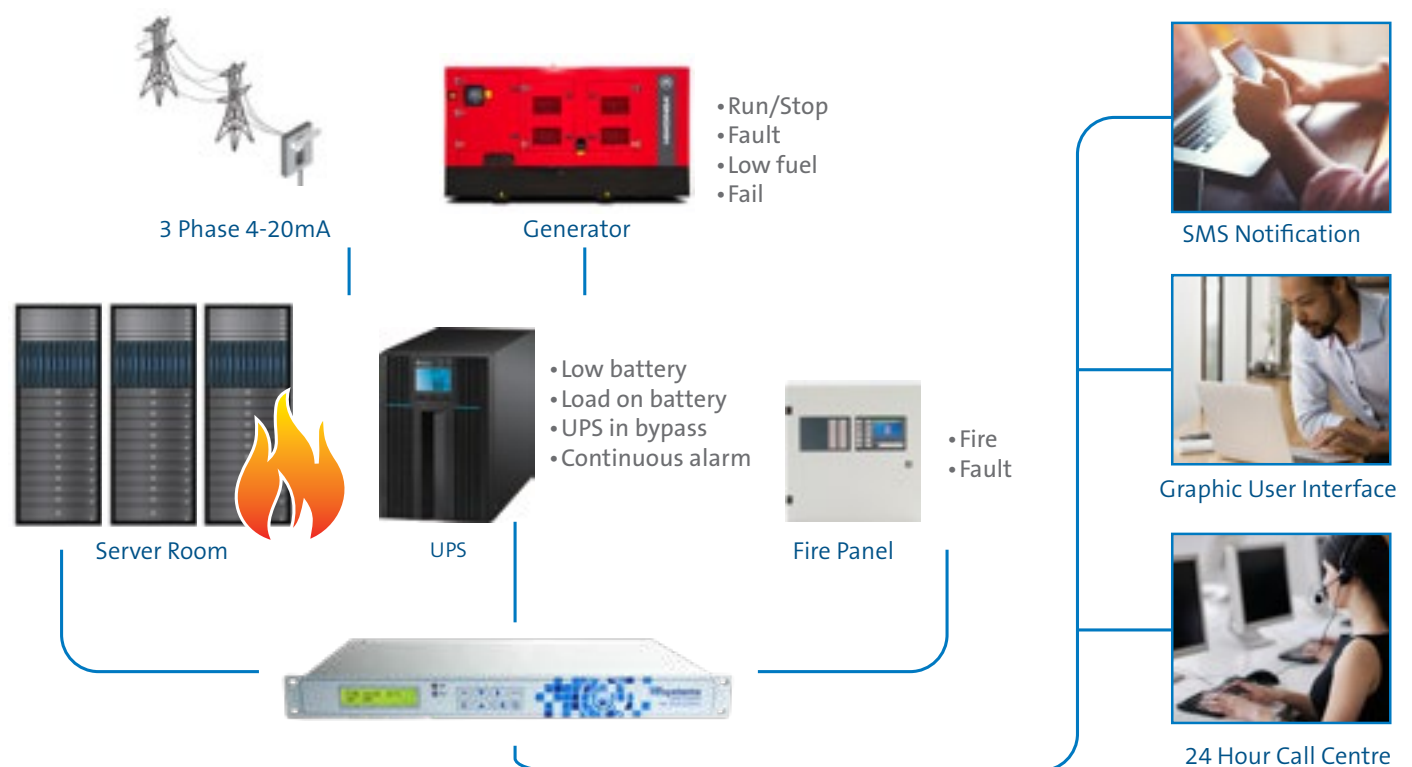 •Run/Stop
•Fault
•Low fuel
•Fail
3 Phase 4-20mA
Generator
SMS Notification
•Low battery
•Load on battery
•UPS in bypass
•Continuous alarm
•Fire
•Fault
Graphic User Interface
Server Room
UPS
Fire Panel
24 Hour Call Centre